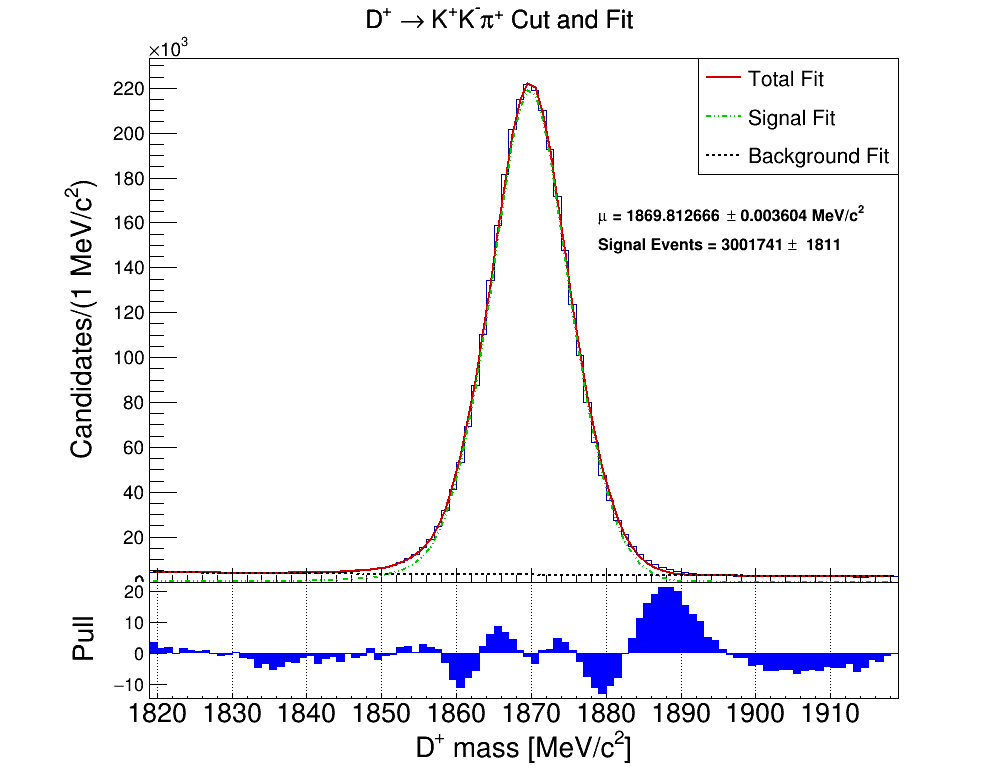 D⁺ → K⁺K⁻π⁺ Cut and Fit
×10³
220
200
180
160
140
120
100
80
60
40
20
0
Candidates/(1 MeV/c²)
Total Fit
Signal Fit
Background Fit
μ = 1869.812666 ± 0.003604 MeV/c²
Signal Events = 3001741 ± 1811
20
10
0
−10
Pull
1820 1830 1840 1850 1860 1870 1880 1890 1900 1910
D⁺ mass [MeV/c²]